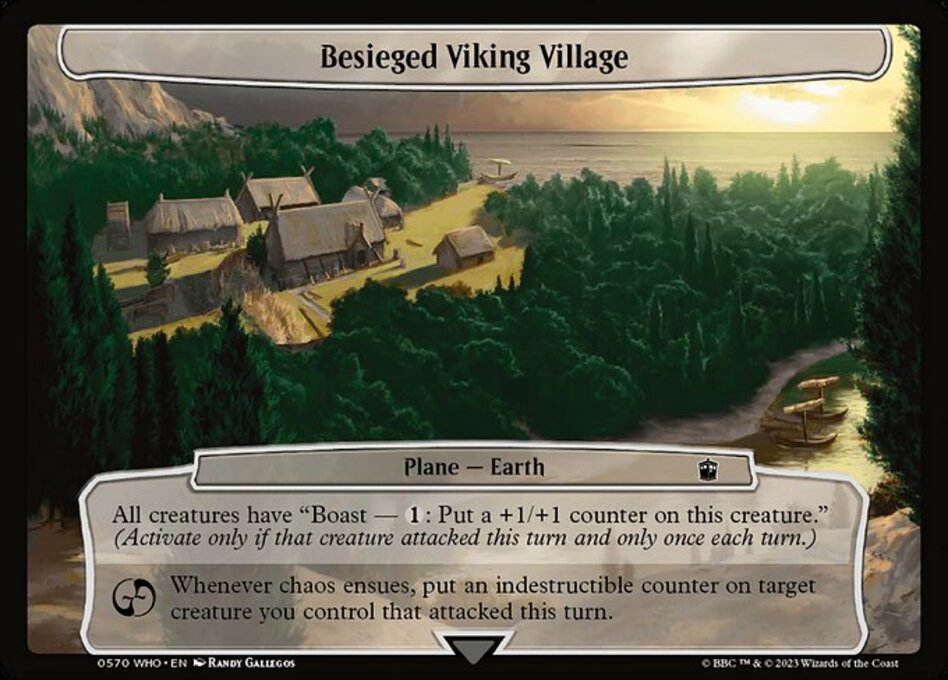 Besieged Viking Village
Plane — Earth
All creatures have “Boast — 1: Put a +1/+1 counter on this creature.”
(Activate only if that creature attacked this turn and only once each turn.)
Whenever chaos ensues, put an indestructible counter on target
creature you control that attacked this turn.
0570 WHO • EN Randy Gallegos
© BBC ™ & © 2023 Wizards of the Coast